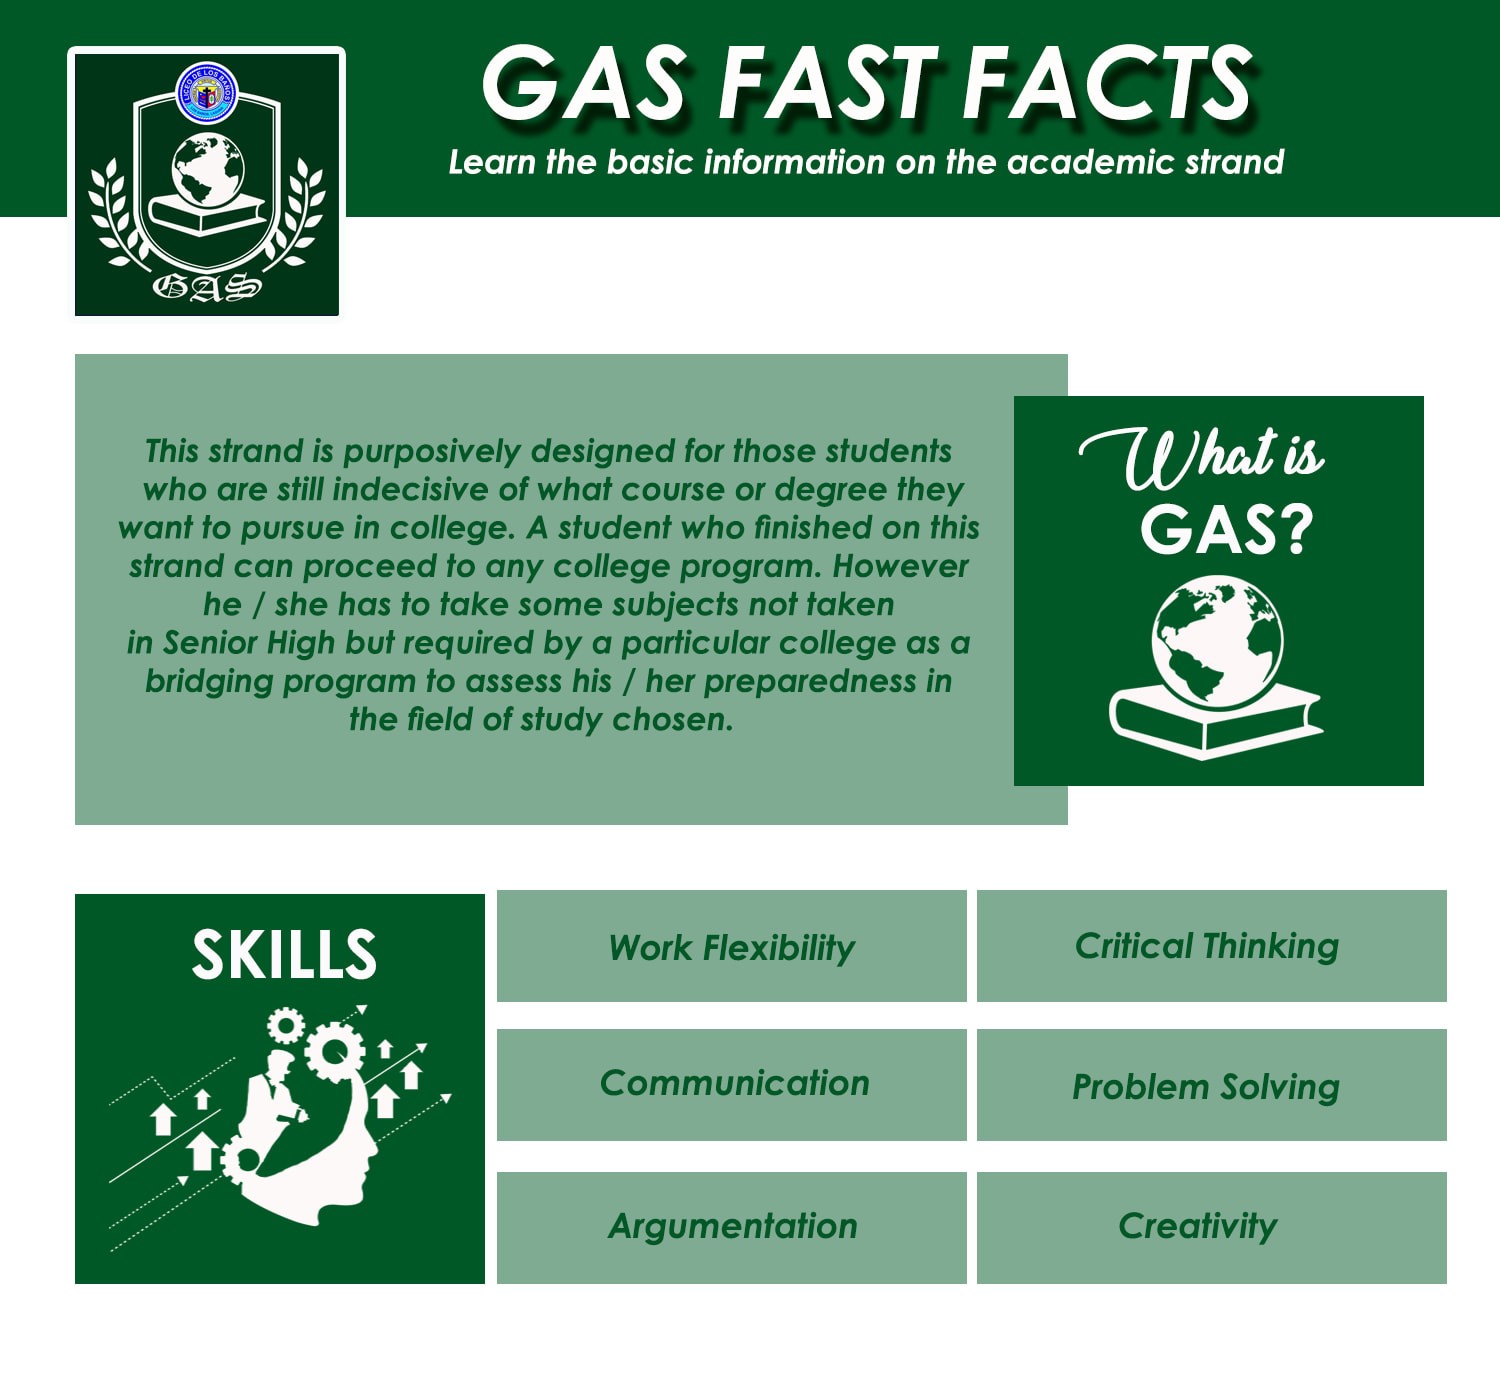 LICEO DE LOS BAÑOS
GAS
GAS FAST FACTS
Learn the basic information on the academic strand
This strand is purposively designed for those students
who are still indecisive of what course or degree they
want to pursue in college. A student who finished on this
strand can proceed to any college program. However
he / she has to take some subjects not taken
in Senior High but required by a particular college as a
bridging program to assess his / her preparedness in
the field of study chosen.
What is
GAS?
SKILLS
Work Flexibility
Critical Thinking
Communication
Problem Solving
Argumentation
Creativity